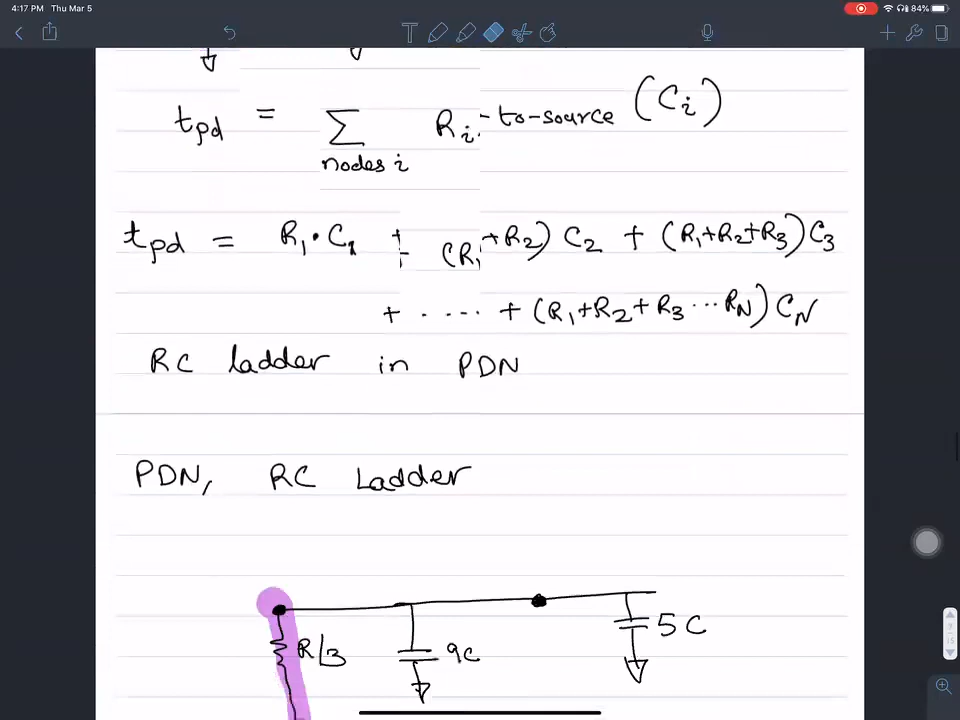 4:17 PM Thu Mar 5
84%
tpd = Σ Ri-to-source (Ci)
nodes i
tpd = R1·C1 + (R1+R2) C2 + (R1+R2+R3) C3
+ ..... + (R1+R2+R3 ... RN) CN
RC ladder in PDN
PDN, RC Ladder
R/3 9C 5C